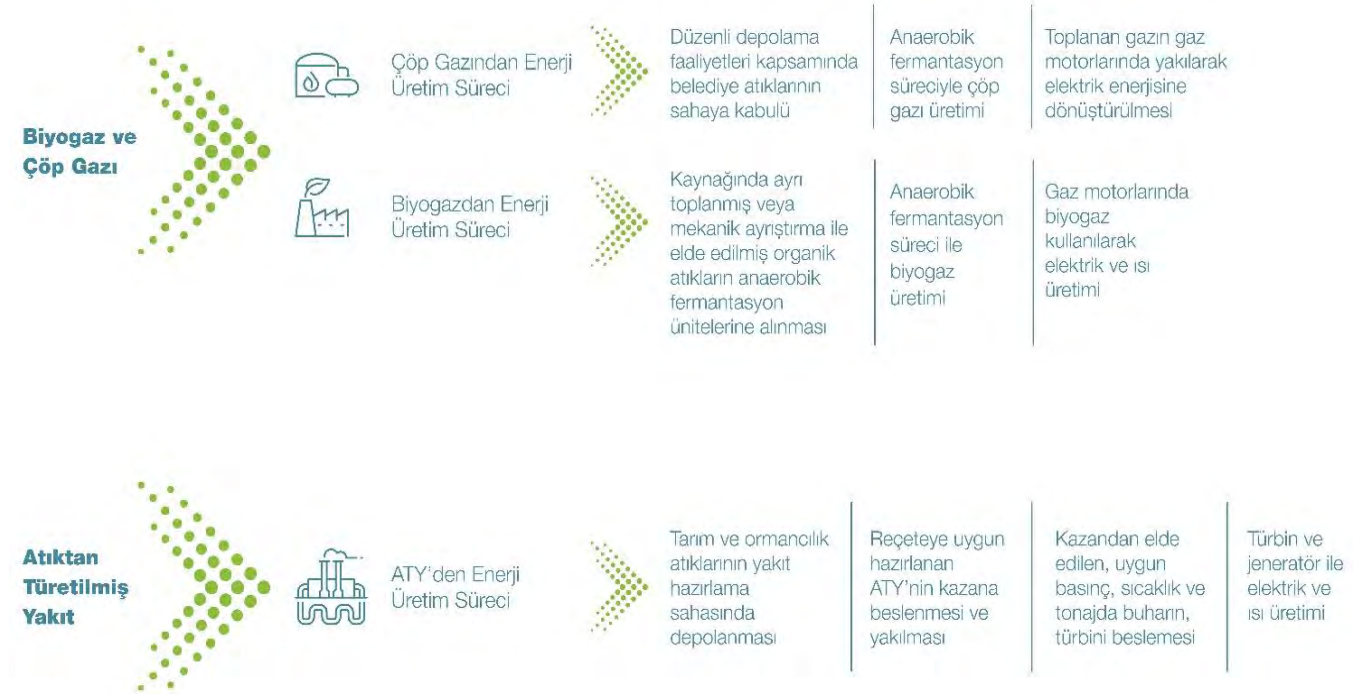 Biyogaz ve
Çöp Gazı
Çöp Gazından Enerji
Üretim Süreci
Düzenli depolama
faaliyetleri kapsamında
belediye atıklarının
sahaya kabulü
Anaerobik
fermantasyon
süreciyle çöp
gazı üretimi
Toplanan gazın gaz
motorlarında yakılarak
elektrik enerjisine
dönüştürülmesi
Biyogazdan Enerji
Üretim Süreci
Kaynağında ayrı
toplanmış veya
mekanik ayrıştırma ile
elde edilmiş organik
atıkların anaerobik
fermantasyon
ünitelerine alınması
Anaerobik
fermantasyon
süreci ile
biyogaz
üretimi
Gaz motorlarında
biyogaz
kullanılarak
elektrik ve ısı
üretimi
Atıktan
Türetilmiş
Yakıt
ATY'den Enerji
Üretim Süreci
Tarım ve ormancılık
atıklarının yakıt
hazırlama
sahasında
depolanması
Reçeteye uygun
hazırlanan
ATY'nin kazana
beslenmesi ve
yakılması
Kazandan elde
edilen, uygun
basınç, sıcaklık ve
tonajda buharın,
türbini beslemesi
Türbin ve
jeneratör ile
elektrik ve
ısı üretimi